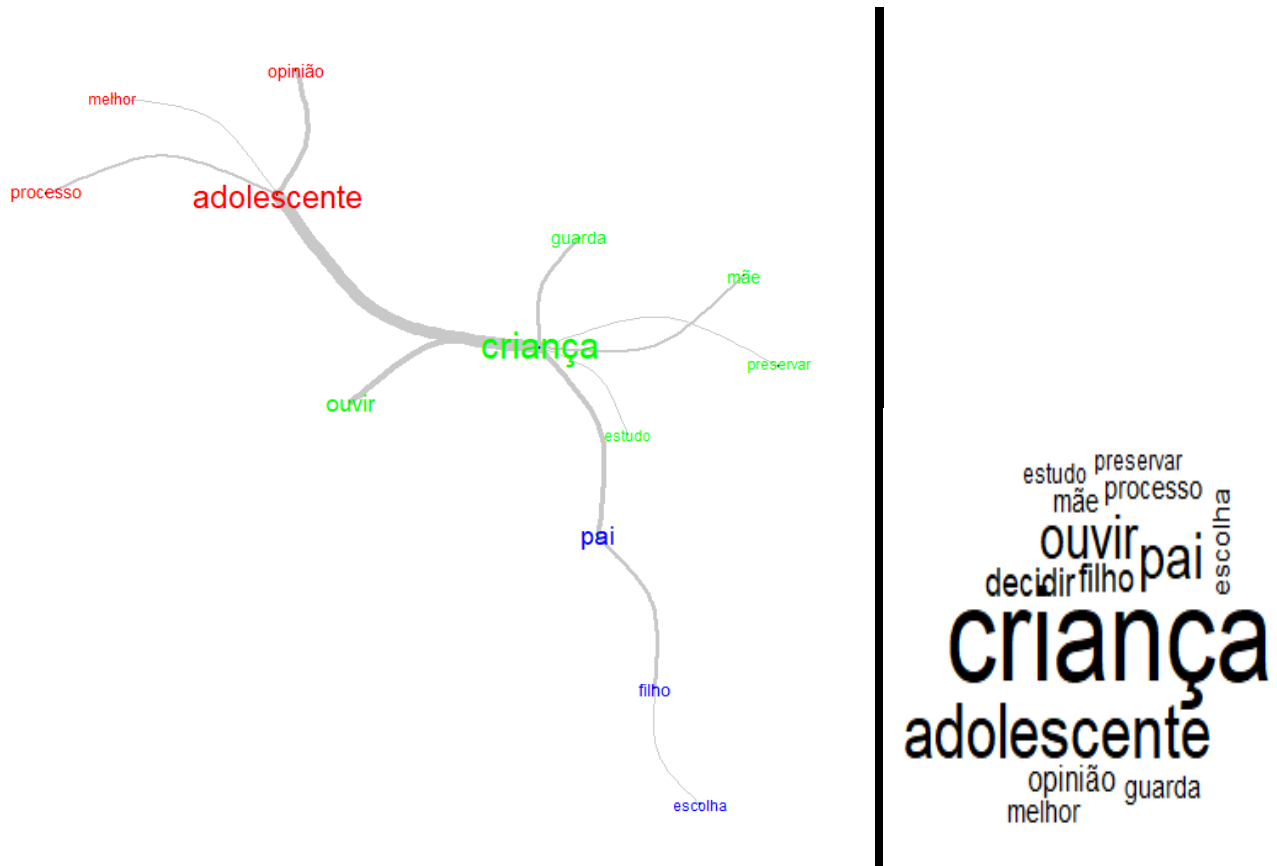 opinião
melhor
processo
adolescente
guarda
mãe
criança
preservar
ouvir
estudo
pai
filho
escolha
preservar
estudo
processo
mãe
escolha
ouvir
pai
decidir
filho
criança
adolescente
opinião
guarda
melhor